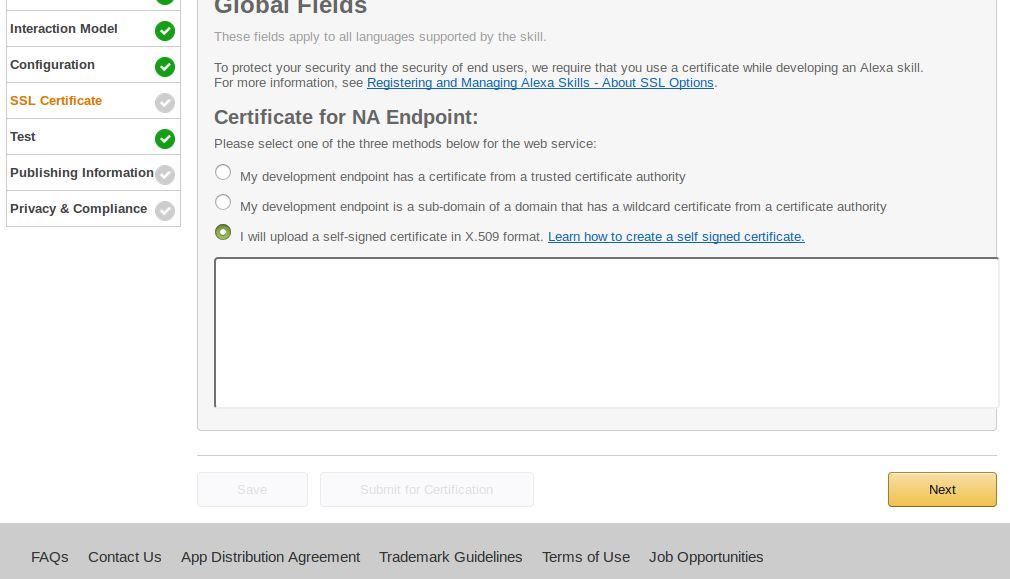 Global Fields
These fields apply to all languages supported by the skill.
Interaction Model
Configuration
SSL Certificate
Test
Publishing Information
Privacy & Compliance
To protect your security and the security of end users, we require that you use a certificate while developing an Alexa skill.
For more information, see Registering and Managing Alexa Skills - About SSL Options.
Certificate for NA Endpoint:
Please select one of the three methods below for the web service:
My development endpoint has a certificate from a trusted certificate authority
My development endpoint is a sub-domain of a domain that has a wildcard certificate from a certificate authority
I will upload a self-signed certificate in X.509 format. Learn how to create a self signed certificate.
Save
Submit for Certification
Next
FAQs Contact Us App Distribution Agreement Trademark Guidelines Terms of Use Job Opportunities